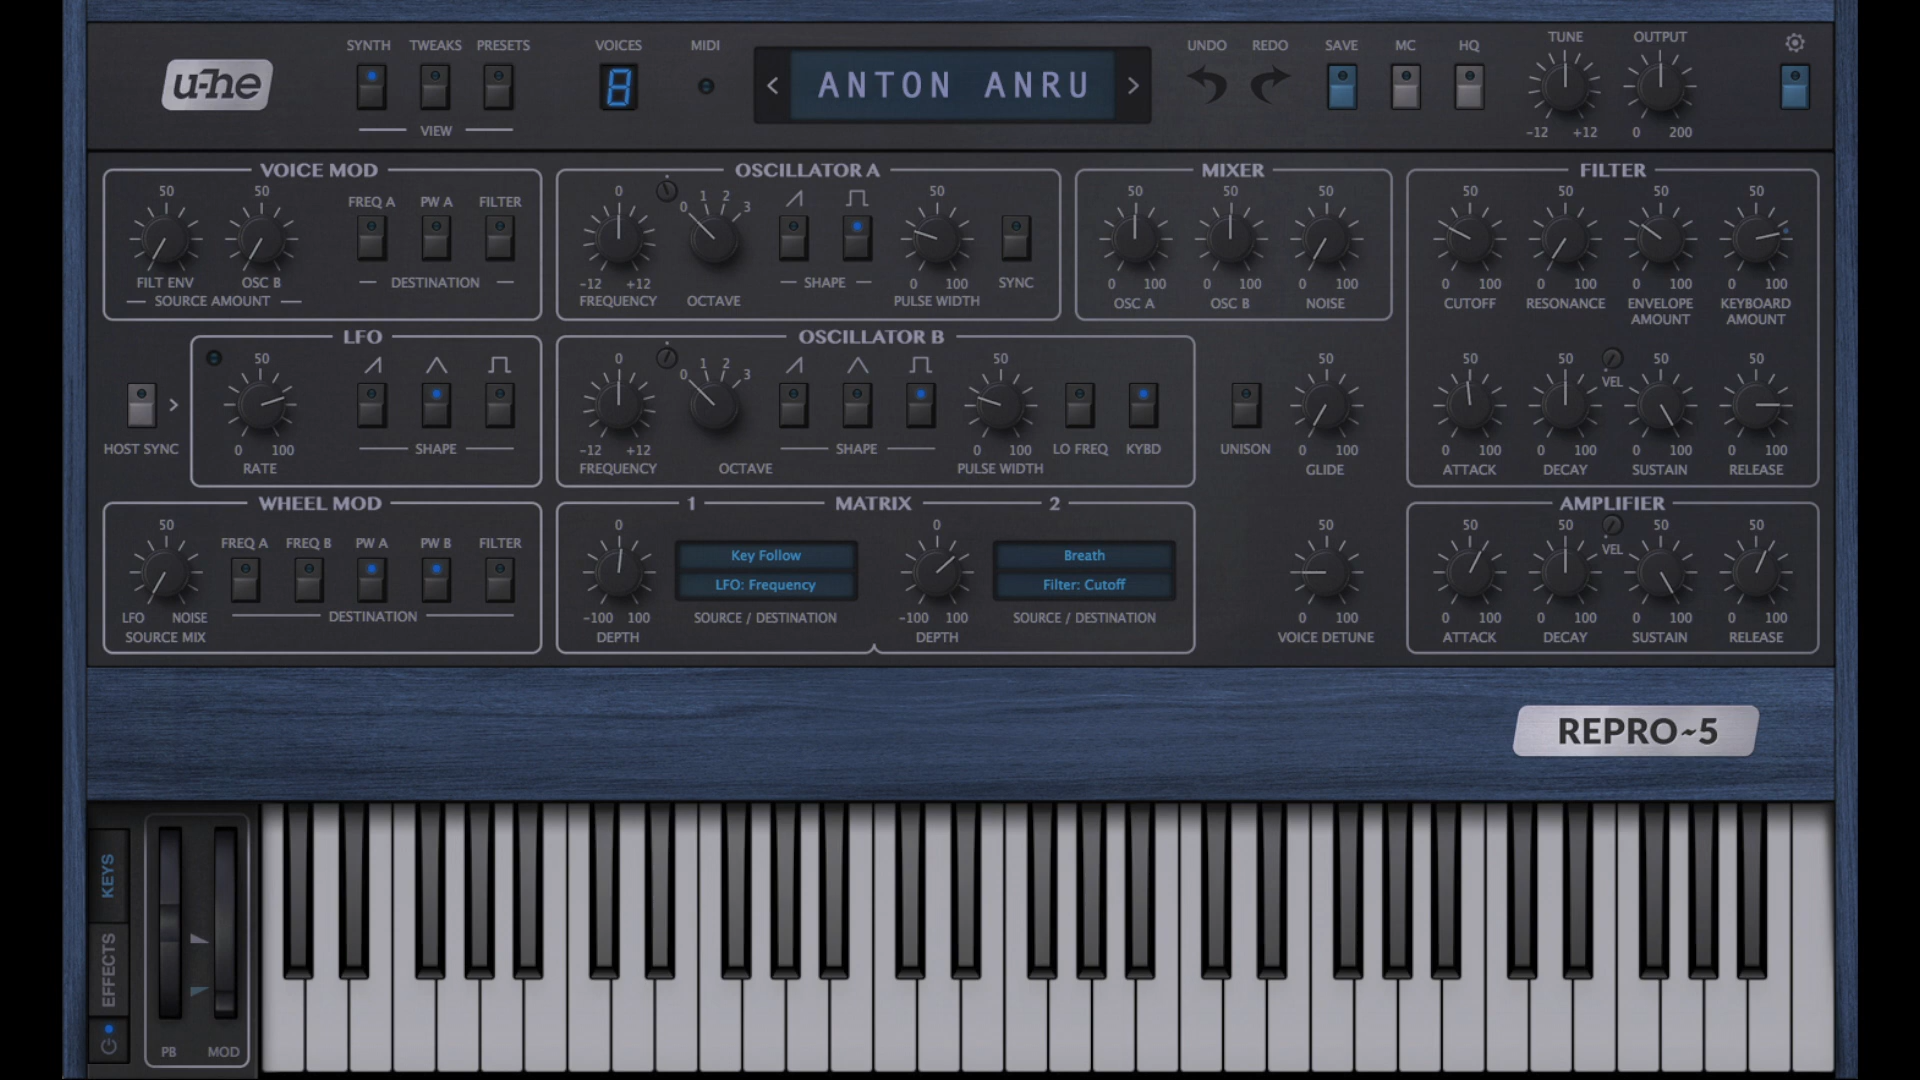 u-he
SYNTH TWEAKS PRESETS
VIEW
VOICES
8
MIDI
< ANTON ANRU >
UNDO REDO SAVE MC HQ
TUNE
-12 +12
OUTPUT
0 200
VOICE MOD
50 50
FREQ A PW A FILTER
FILT ENV OSC B
SOURCE AMOUNT
DESTINATION
OSCILLATOR A
0 0 1 2 3 50
-12 +12
0 100
FREQUENCY OCTAVE SHAPE PULSE WIDTH SYNC
MIXER
50 50 50
0 100 0 100 0 100
OSC A OSC B NOISE
FILTER
50 50 50 50
0 100 0 100 0 100 0 100
CUTOFF RESONANCE ENVELOPE AMOUNT KEYBOARD AMOUNT
50 50 50 50
VEL
0 100 0 100 0 100 0 100
ATTACK DECAY SUSTAIN RELEASE
HOST SYNC
LFO
50
0 100
RATE SHAPE
OSCILLATOR B
0 0 1 2 3 50
-12 +12 0 100
FREQUENCY OCTAVE SHAPE PULSE WIDTH LO FREQ KYBD
UNISON
50
0 100
GLIDE
WHEEL MOD
50
FREQ A FREQ B PW A PW B FILTER
LFO NOISE
SOURCE MIX
DESTINATION
1 MATRIX 2
0
-100 100
DEPTH
Key Follow
LFO: Frequency
SOURCE / DESTINATION
0
-100 100
DEPTH
Breath
Filter: Cutoff
SOURCE / DESTINATION
50
0 100
VOICE DETUNE
AMPLIFIER
50 50 50 50
VEL
0 100 0 100 0 100 0 100
ATTACK DECAY SUSTAIN RELEASE
REPRO~5
KEYS
EFFECTS
PB MOD